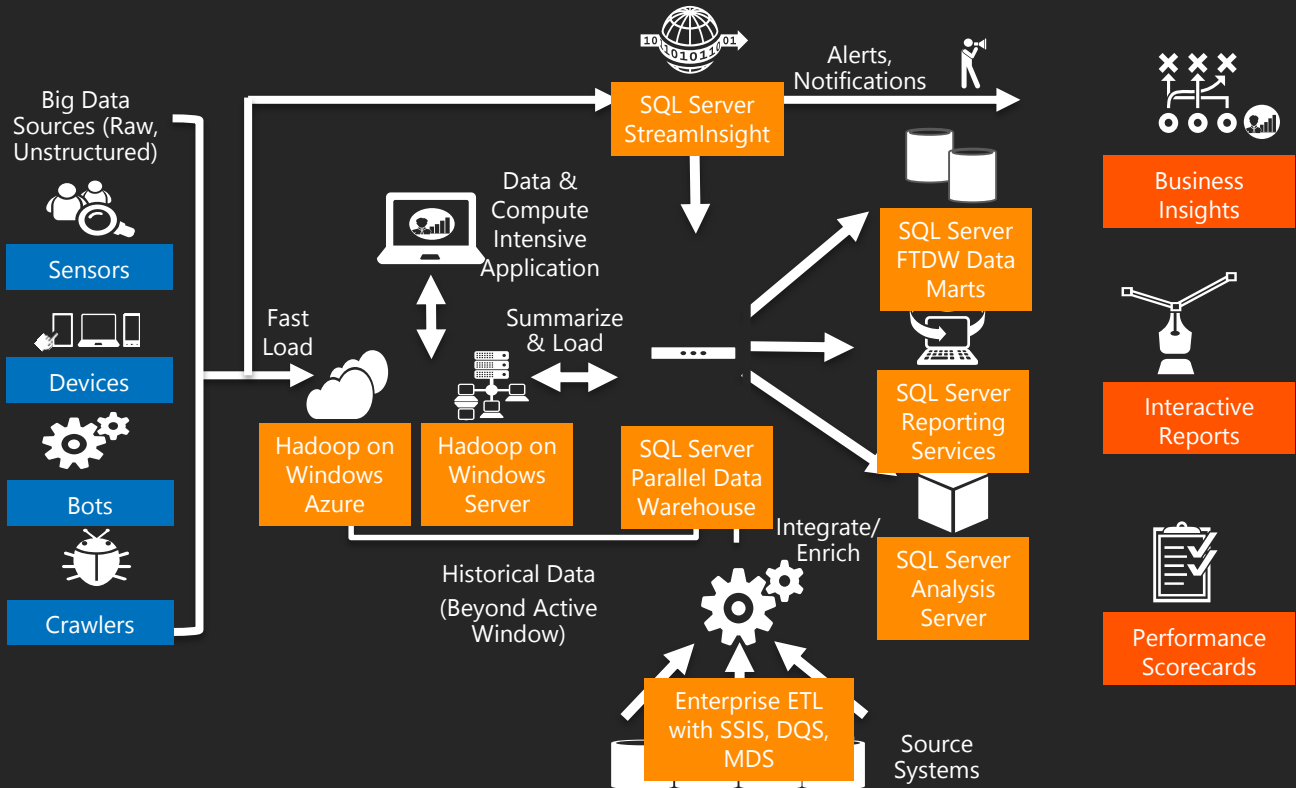 Big Data
Sources (Raw,
Unstructured)
Sensors
Devices
Bots
Crawlers
Fast
Load
10
01
101011011
SQL Server
StreamInsight
Alerts,
Notifications
Data &
Compute
Intensive
Application
Summarize
& Load
Hadoop on
Windows
Azure
Hadoop on
Windows
Server
SQL Server
Parallel Data
Warehouse
Historical Data
(Beyond Active
Window)
Integrate/
Enrich
Enterprise ETL
with SSIS, DQS,
MDS
Source
Systems
SQL Server
FTDW Data
Marts
SQL Server
Reporting
Services
SQL Server
Analysis
Server
Business
Insights
Interactive
Reports
Performance
Scorecards